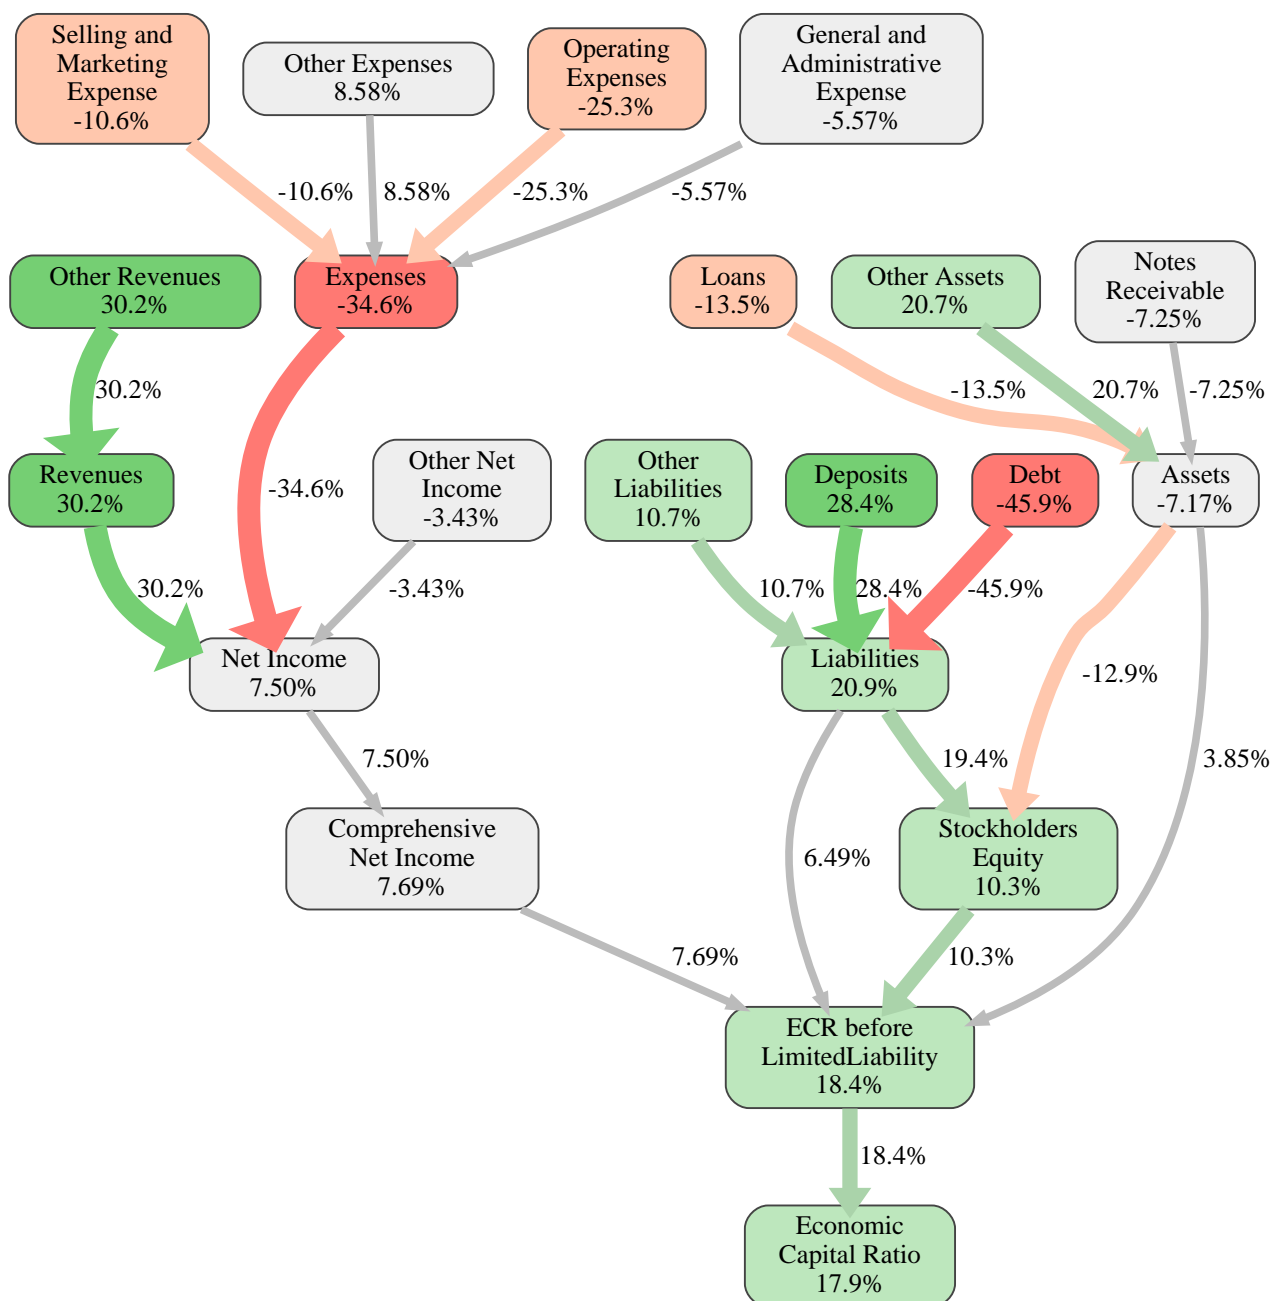 Selling and
Marketing
Expense
-10.6%
Other Expenses
8.58%
Operating
Expenses
-25.3%
General and
Administrative
Expense
-5.57%
-10.6%
8.58%
-25.3%
-5.57%
Other Revenues
30.2%
Expenses
-34.6%
Loans
-13.5%
Other Assets
20.7%
Notes
Receivable
-7.25%
30.2%
-13.5%
20.7%
-7.25%
Revenues
30.2%
-34.6%
Other Net
Income
-3.43%
Other
Liabilities
10.7%
Deposits
28.4%
Debt
-45.9%
Assets
-7.17%
30.2%
-3.43%
10.7%
28.4%
-45.9%
Net Income
7.50%
Liabilities
20.9%
-12.9%
7.50%
19.4%
3.85%
Comprehensive
Net Income
7.69%
6.49%
Stockholders
Equity
10.3%
7.69%
10.3%
ECR before
LimitedLiability
18.4%
18.4%
Economic
Capital Ratio
17.9%